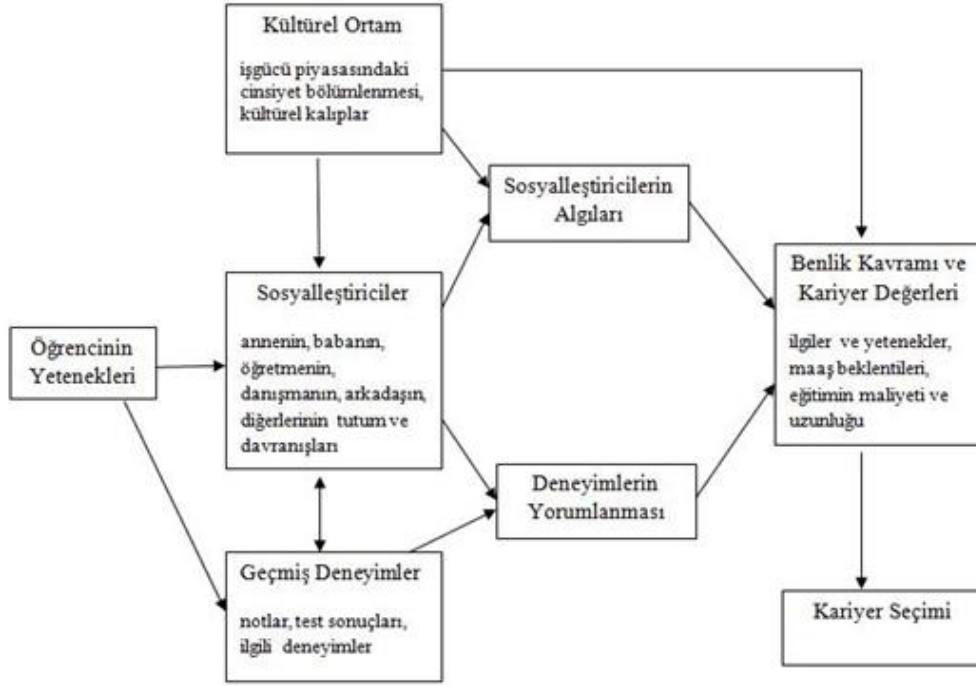 Kültürel Ortam
işgücü piyasasındaki
cinsiyet bölümlenmesi,
kültürel kalıplar
Sosyalleştiricilerin
Algıları
Benlik Kavramı ve
Kariyer Değerleri
ilgiler ve yetenekler,
maaş beklentileri,
eğitimin maliyeti ve
uzunluğu
Sosyalleştiriciler
annenin, babanın,
öğretmenin,
danışmanın, arkadaşın,
diğerlerinin tutum ve
davranışları
Öğrencinin
Yetenekleri
Deneyimlerin
Yorumlanması
Geçmiş Deneyimler
notlar, test sonuçları,
ilgili deneyimler
Kariyer Seçimi